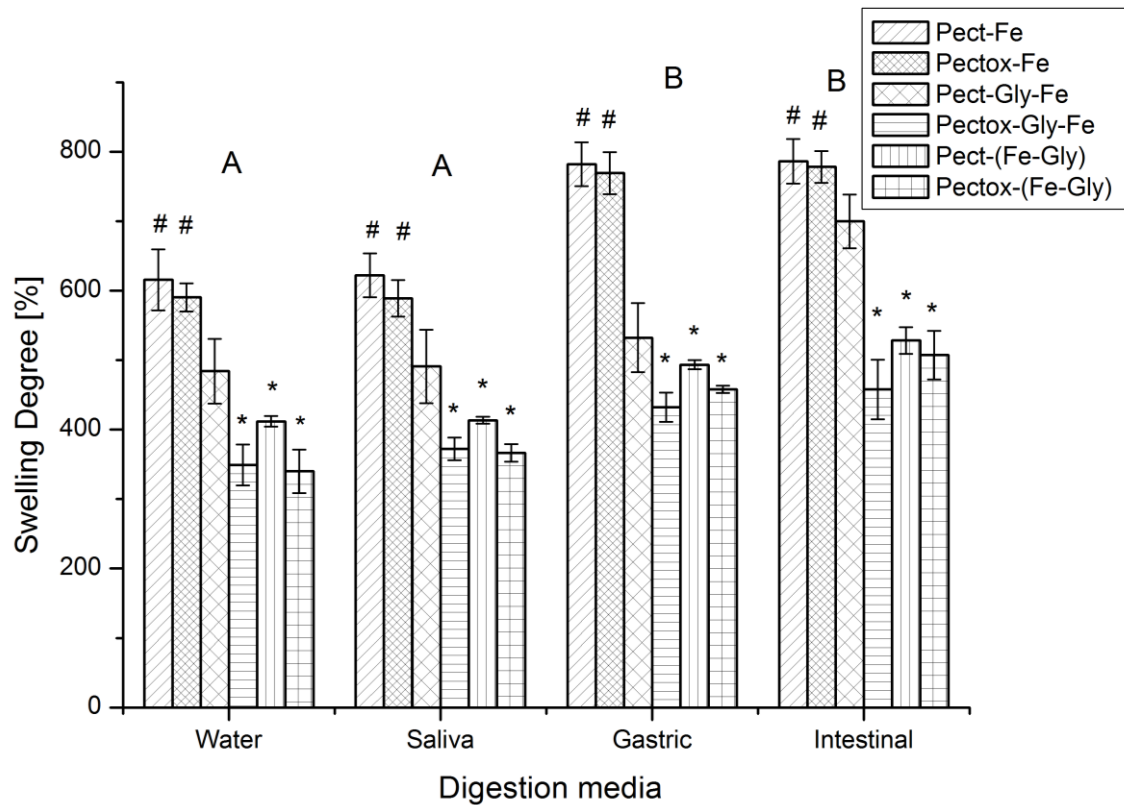 Pect-Fe
Pectox-Fe
Pect-Gly-Fe
Pectox-Gly-Fe
Pect-(Fe-Gly)
Pectox-(Fe-Gly)
A
A
B
B
# #
# #
# #
# #
* * *
* * *
* * *
* * *
Swelling Degree [%]
800
600
400
200
0
Water Saliva Gastric Intestinal
Digestion media